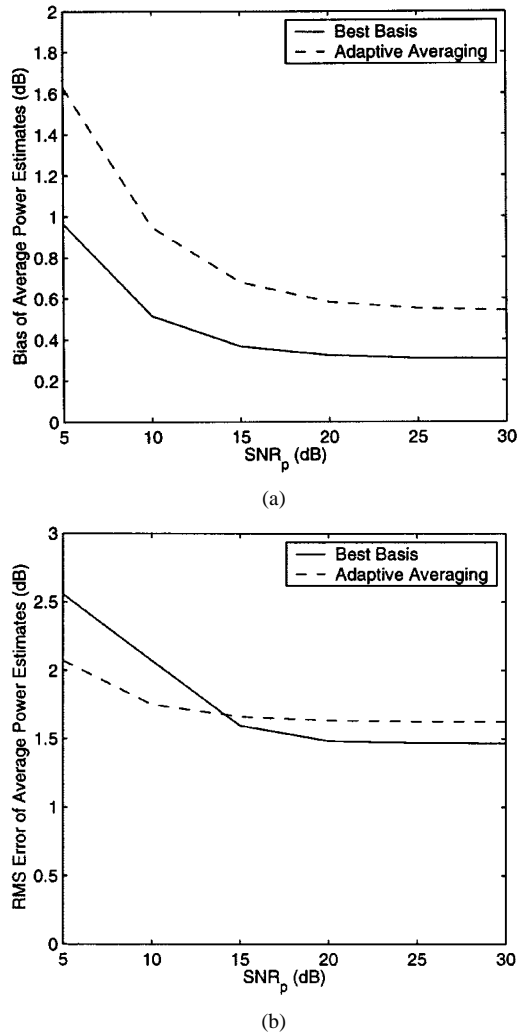 2
1.8
1.6
1.4
1.2
1
0.8
0.6
0.4
0.2
0
Bias of Average Power Estimates (dB)
Best Basis
Adaptive Averaging
5 10 15 20 25 30
SNRp (dB)
(a)
3
2.5
2
1.5
1
0.5
0
RMS Error of Average Power Estimates (dB)
Best Basis
Adaptive Averaging
5 10 15 20 25 30
SNRp (dB)
(b)